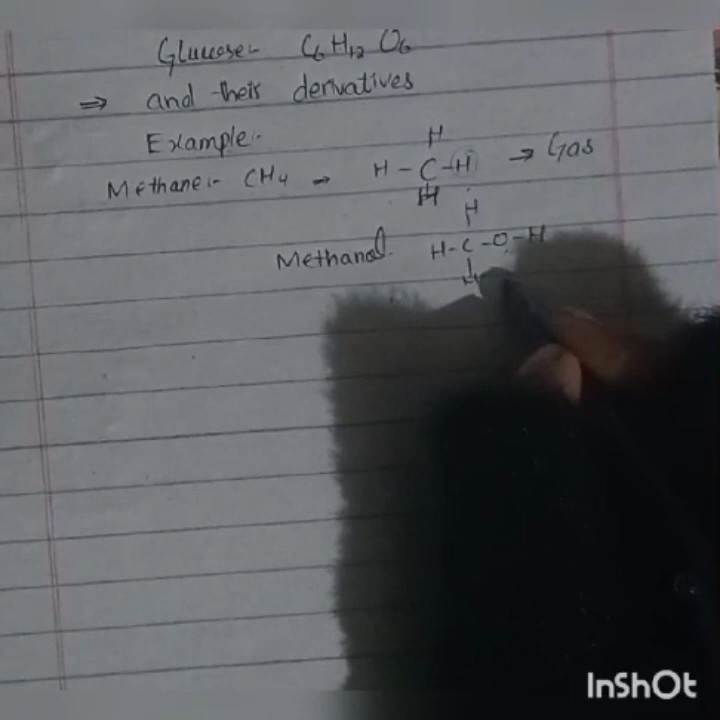 Glucose:- C6H12O6
⇒ and their derivatives
Example:-
H
Methane:- CH4 → H - C - H → Gas
H
H
Methanol H - C - O - H
H
InShOt